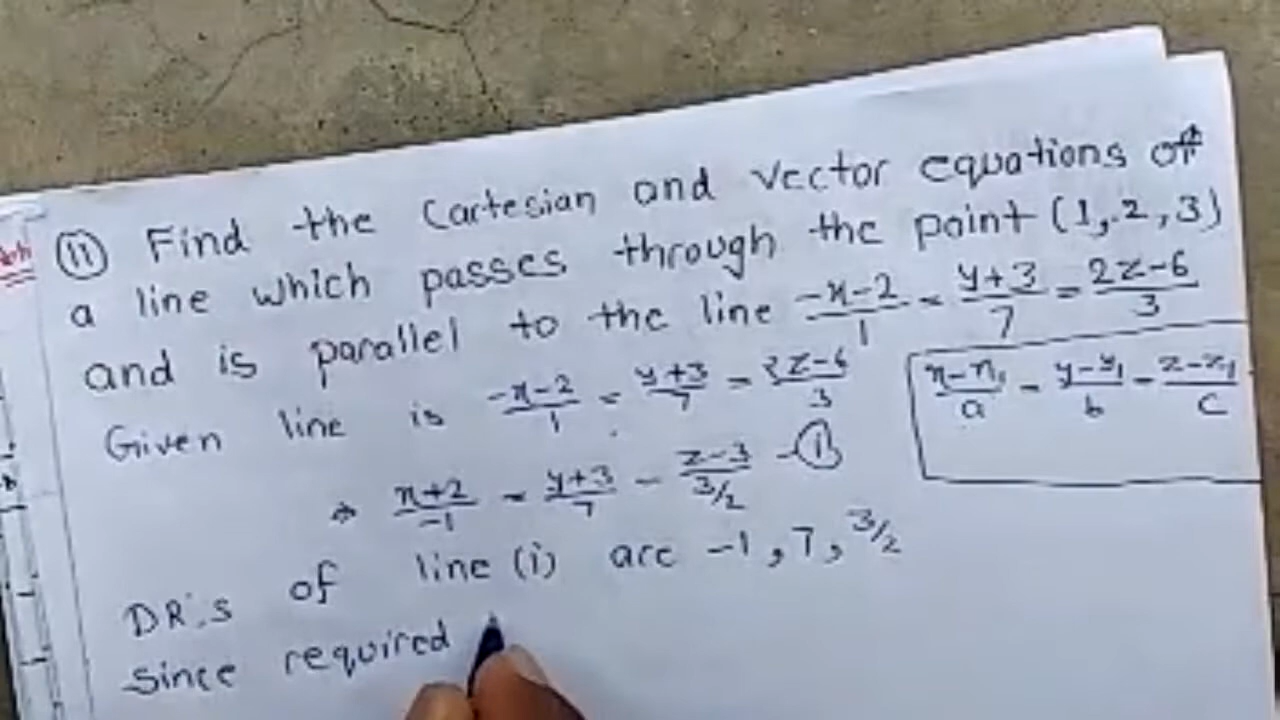 (ii) Find the Cartesian and vector equations of
a line which passes through the point (1, 2, 3)
and is parallel to the line (-x-2)/1 = (y+3)/7 = (2z-6)/3
Given line is (-x-2)/1 = (y+3)/7 = (2z-6)/3
(x-x₁)/a = (y-y₁)/b = (z-z₁)/c
⇒ (x+2)/-1 = (y+3)/7 = (z-3)/(3/2) -(i)
DR's of line (i) are -1, 7, 3/2
since required